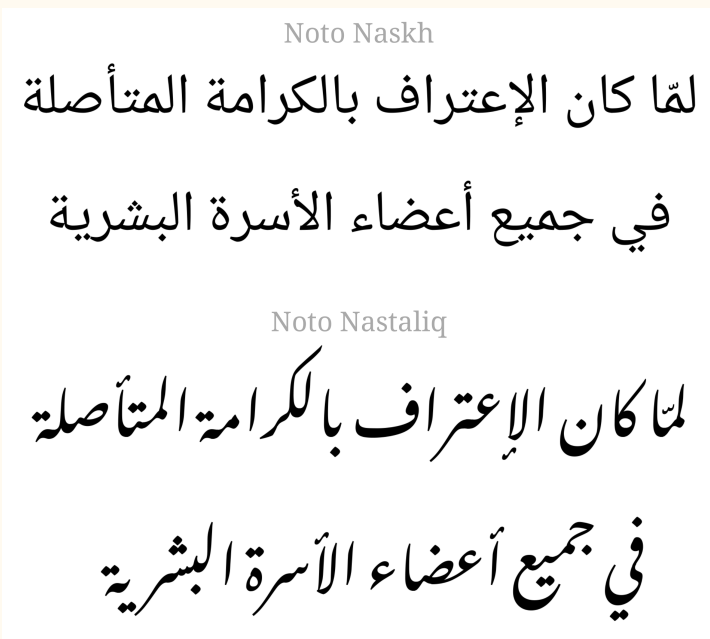 Noto Naskh
لمّا كان الإعتراف بالكرامة المتأصلة
في جميع أعضاء الأسرة البشرية
Noto Nastaliq
لمّا كان الإعتراف بالكرامة المتأصلة
في جميع أعضاء الأسرة البشرية